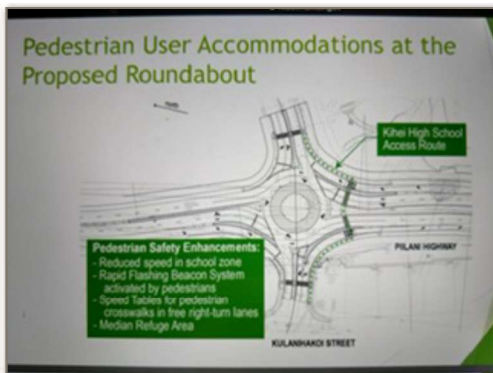 Pedestrian User Accommodations at the
Proposed Roundabout
Kihei High School
Access Route
Pedestrian Safety Enhancements:
- Reduced speed in school zone
- Rapid Flashing Beacon System
activated by pedestrians
- Speed Tables for pedestrian
crosswalks in free right-turn lanes
- Median Refuge Area
PIILANI HIGHWAY
KULANIHAKOI STREET